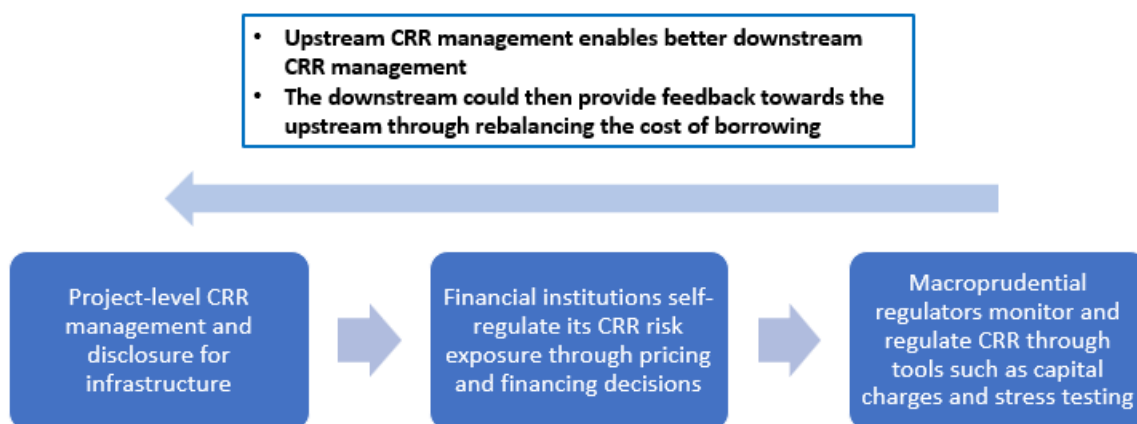 • Upstream CRR management enables better downstream
CRR management
• The downstream could then provide feedback towards the
upstream through rebalancing the cost of borrowing
Project-level CRR
management and
disclosure for
infrastructure
Financial institutions self-
regulate its CRR risk
exposure through pricing
and financing decisions
Macroprudential
regulators monitor and
regulate CRR through
tools such as capital
charges and stress testing